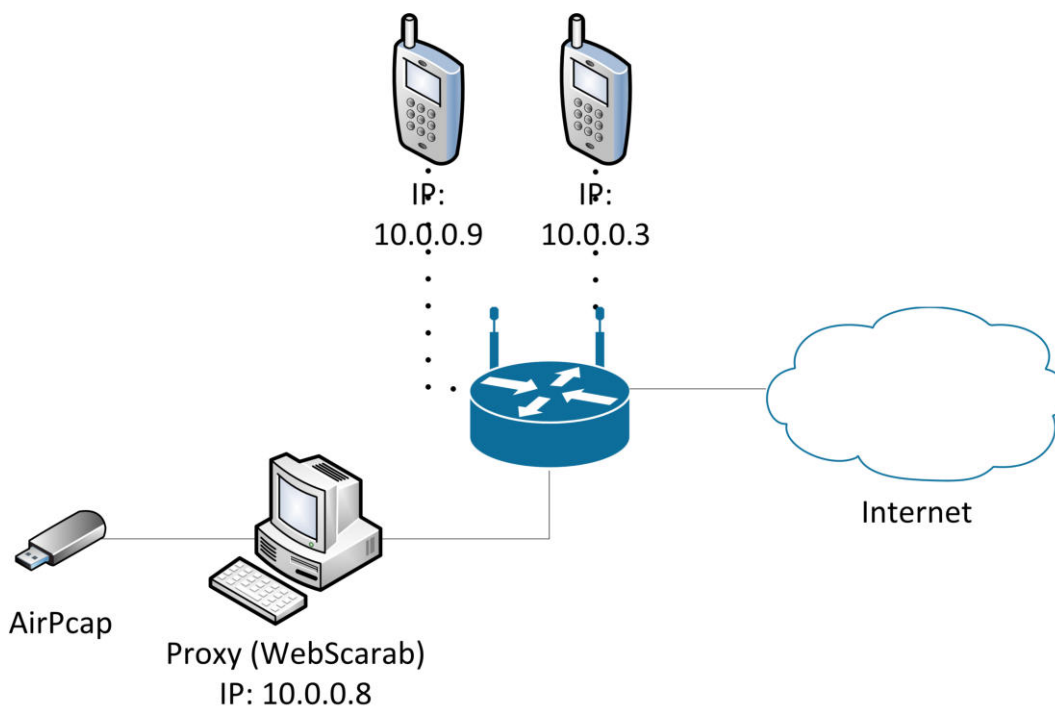 IP:
10.0.0.9
IP:
10.0.0.3
Internet
AirPcap
Proxy (WebScarab)
IP: 10.0.0.8